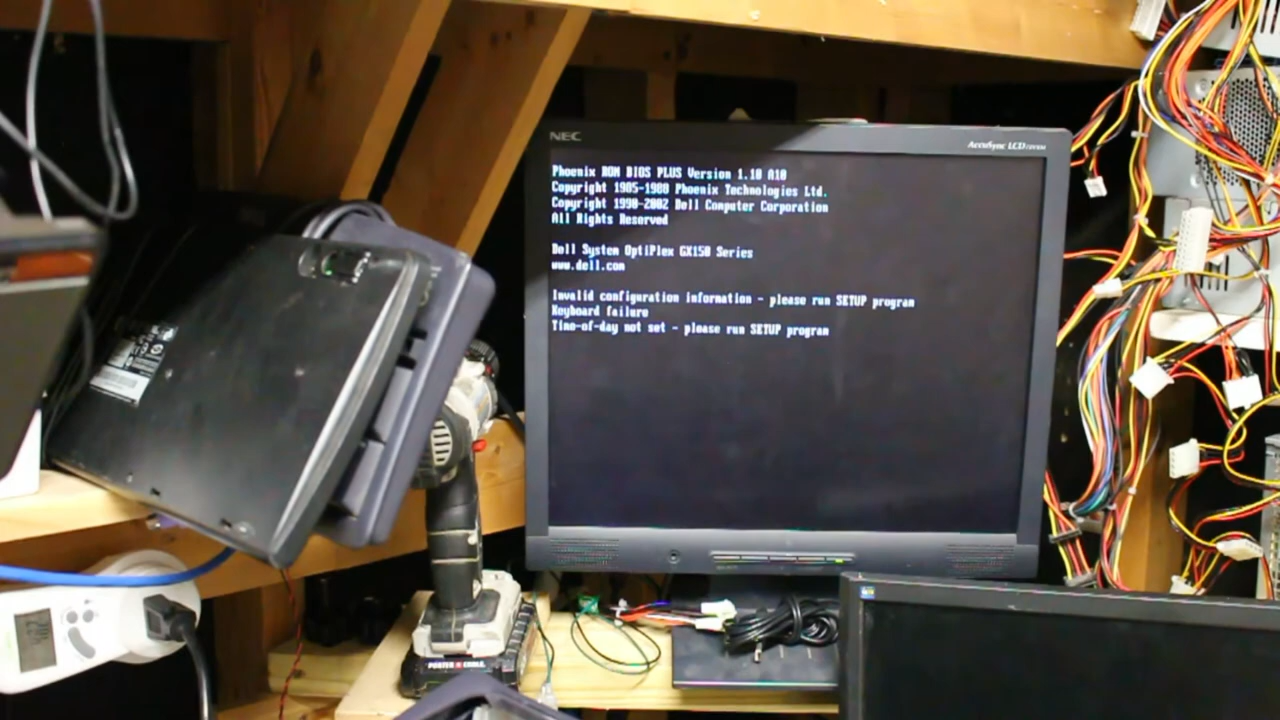 NEC
AccuSync LCD
Phoenix ROM BIOS PLUS Version 1.10 A10
Copyright 1985-1988 Phoenix Technologies Ltd.
Copyright 1990-2002 Dell Computer Corporation
All Rights Reserved
Dell System OptiPlex GX150 Series
www.dell.com
Invalid configuration information - please run SETUP program
Keyboard failure
Time-of-day not set - please run SETUP program
PORTER CABLE